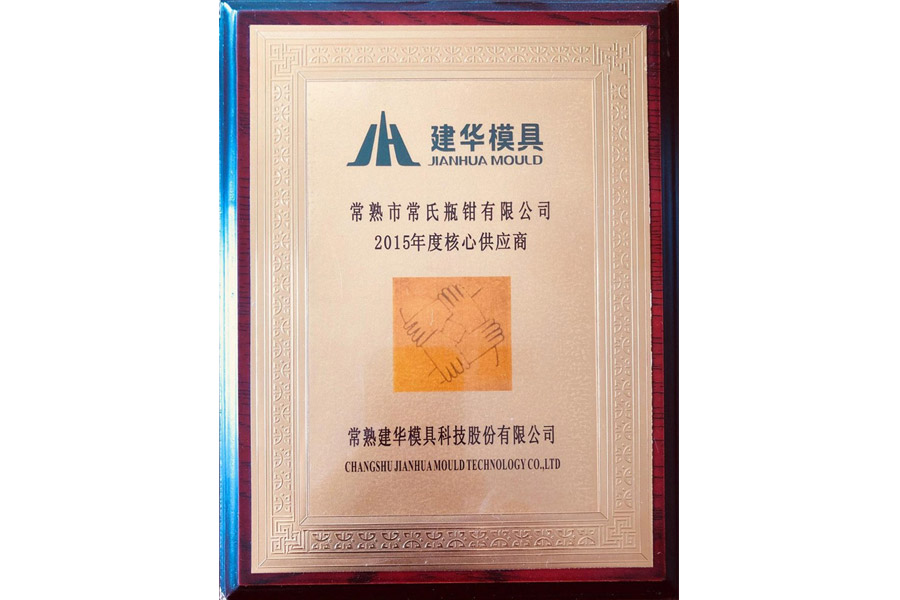 建华模具
JIANHUA MOULD
常熟市常氏瓶钳有限公司
2015年度核心供应商
常熟建华模具科技股份有限公司
CHANGSHU JIANHUA MOULD TECHNOLOGY CO.,LTD